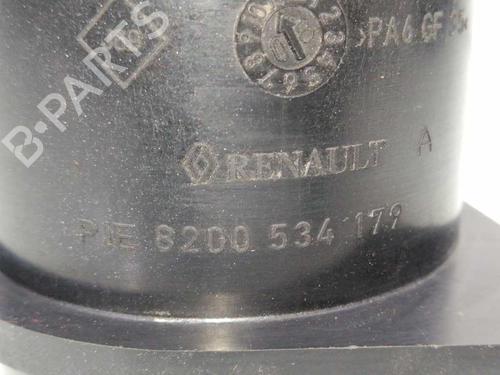 B-PARTS
>PA6 GF
RENAULT A
PIE 8200 534 179